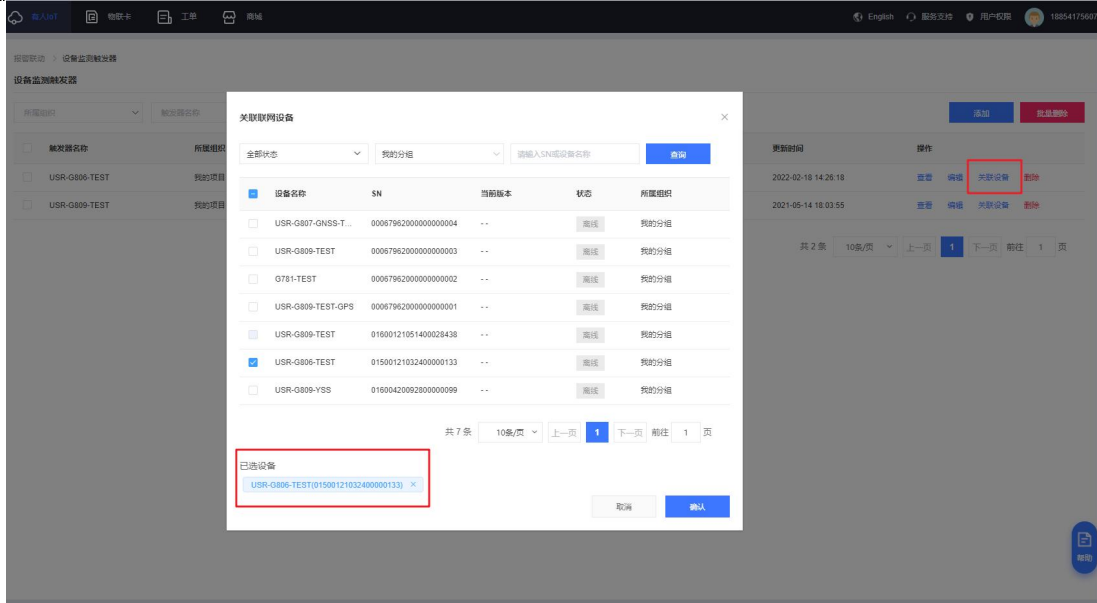 有人IoT 物联卡 工单 商城 English 服务支持 用户权限 18854175607
报警联动 > 设备监测触发器
设备监测触发器
所属组织 触发器名称 添加 批量删除
触发器名称 所属组织 更新时间 操作
USR-G806-TEST 我的项目 2022-02-18 14:26:18 查看 编辑 关联设备 删除
USR-G809-TEST 我的项目 2021-05-14 18:03:55 查看 编辑 关联设备 删除
共 2 条 10条/页 上一页 1 下一页 前往 1 页
关联联网设备
全部状态 我的分组 请输入SN或设备名称 查询
设备名称 SN 当前版本 状态 所属组织
USR-G807-GNSS-T... 00067962000000000004 - - 离线 我的分组
USR-G809-TEST 00067962000000000003 - - 离线 我的分组
G781-TEST 00067962000000000002 - - 离线 我的分组
USR-G809-TEST-GPS 00067962000000000001 - - 离线 我的分组
USR-G809-TEST 01600121051400028438 - - 离线 我的分组
USR-G806-TEST 01500121032400000133 - - 离线 我的分组
USR-G809-YSS 01600420092800000099 - - 离线 我的分组
共 7 条 10条/页 上一页 1 下一页 前往 1 页
已选设备
USR-G806-TEST(01500121032400000133) ×
取消 确认
帮助